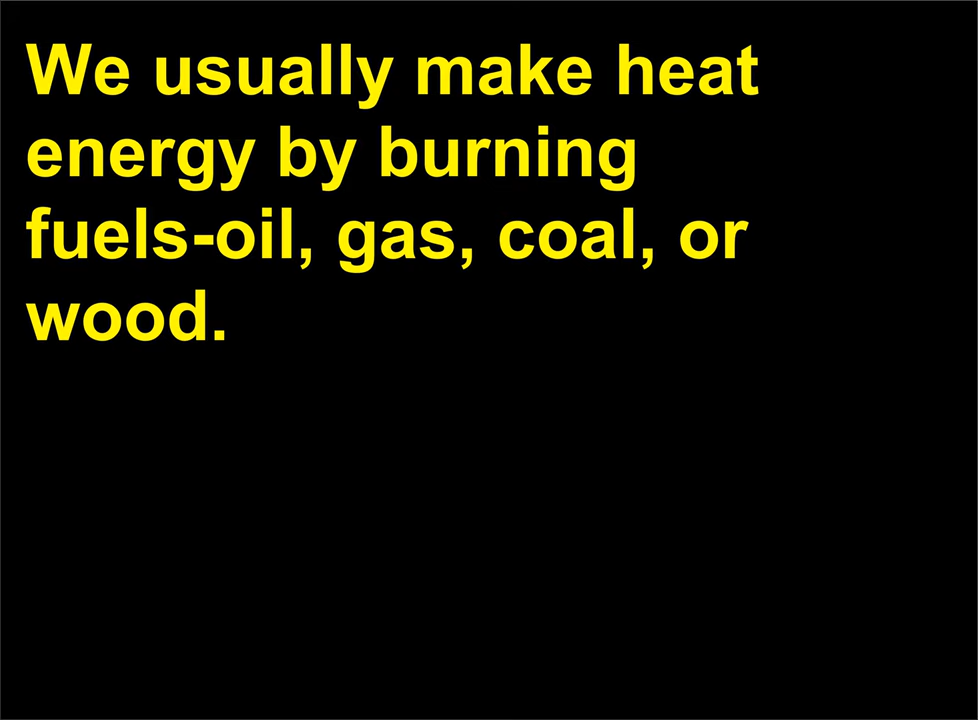 We usually make heat
energy by burning
fuels-oil, gas, coal, or
wood.